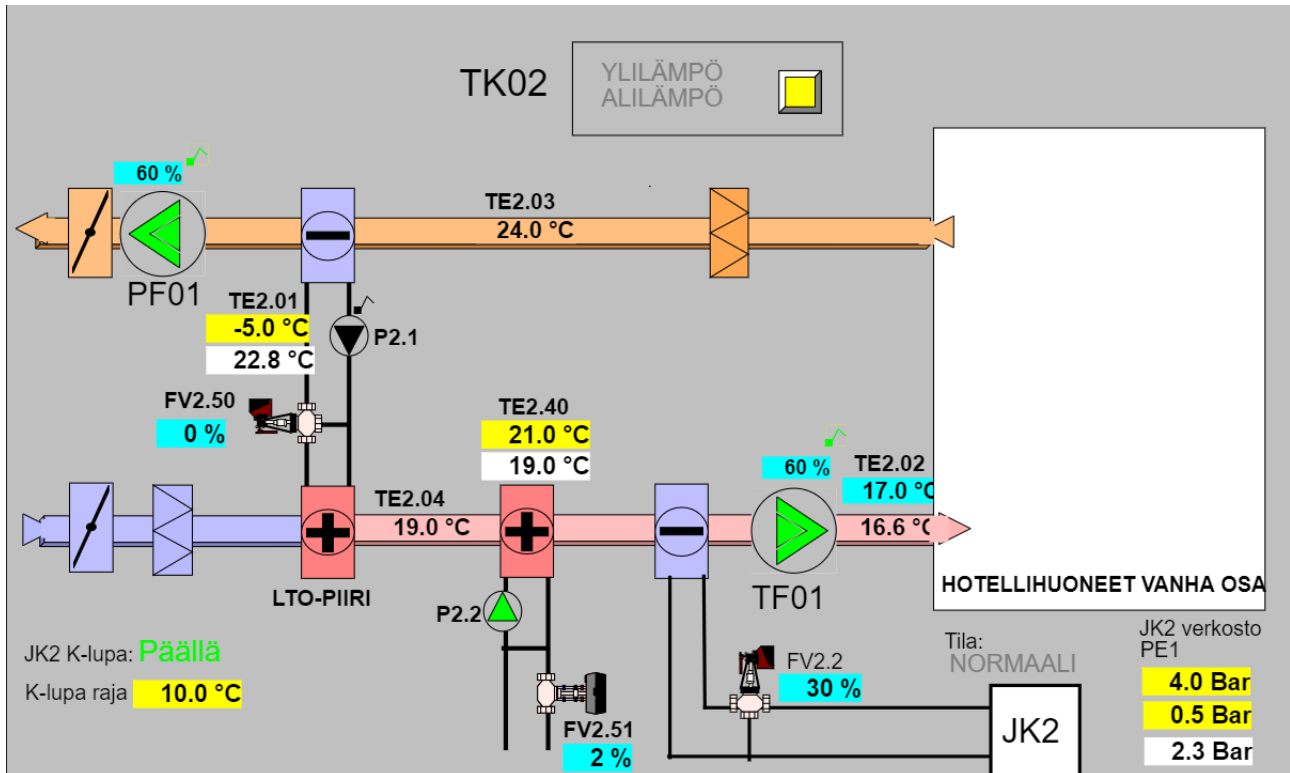 TK02
YLILÄMPÖ
ALILÄMPÖ
60 %
PF01
TE2.03
24.0 °C
TE2.01
-5.0 °C
22.8 °C
P2.1
FV2.50
0 %
TE2.40
21.0 °C
19.0 °C
60 %
TE2.02
17.0 °C
16.6 °C
TE2.04
19.0 °C
LTO-PIIRI
P2.2
TF01
HOTELLIHUONEET VANHA OSA
JK2 K-lupa: Päällä
K-lupa raja 10.0 °C
FV2.51
2 %
FV2.2
30 %
Tila:
NORMAALI
JK2
JK2 verkosto
PE1
4.0 Bar
0.5 Bar
2.3 Bar